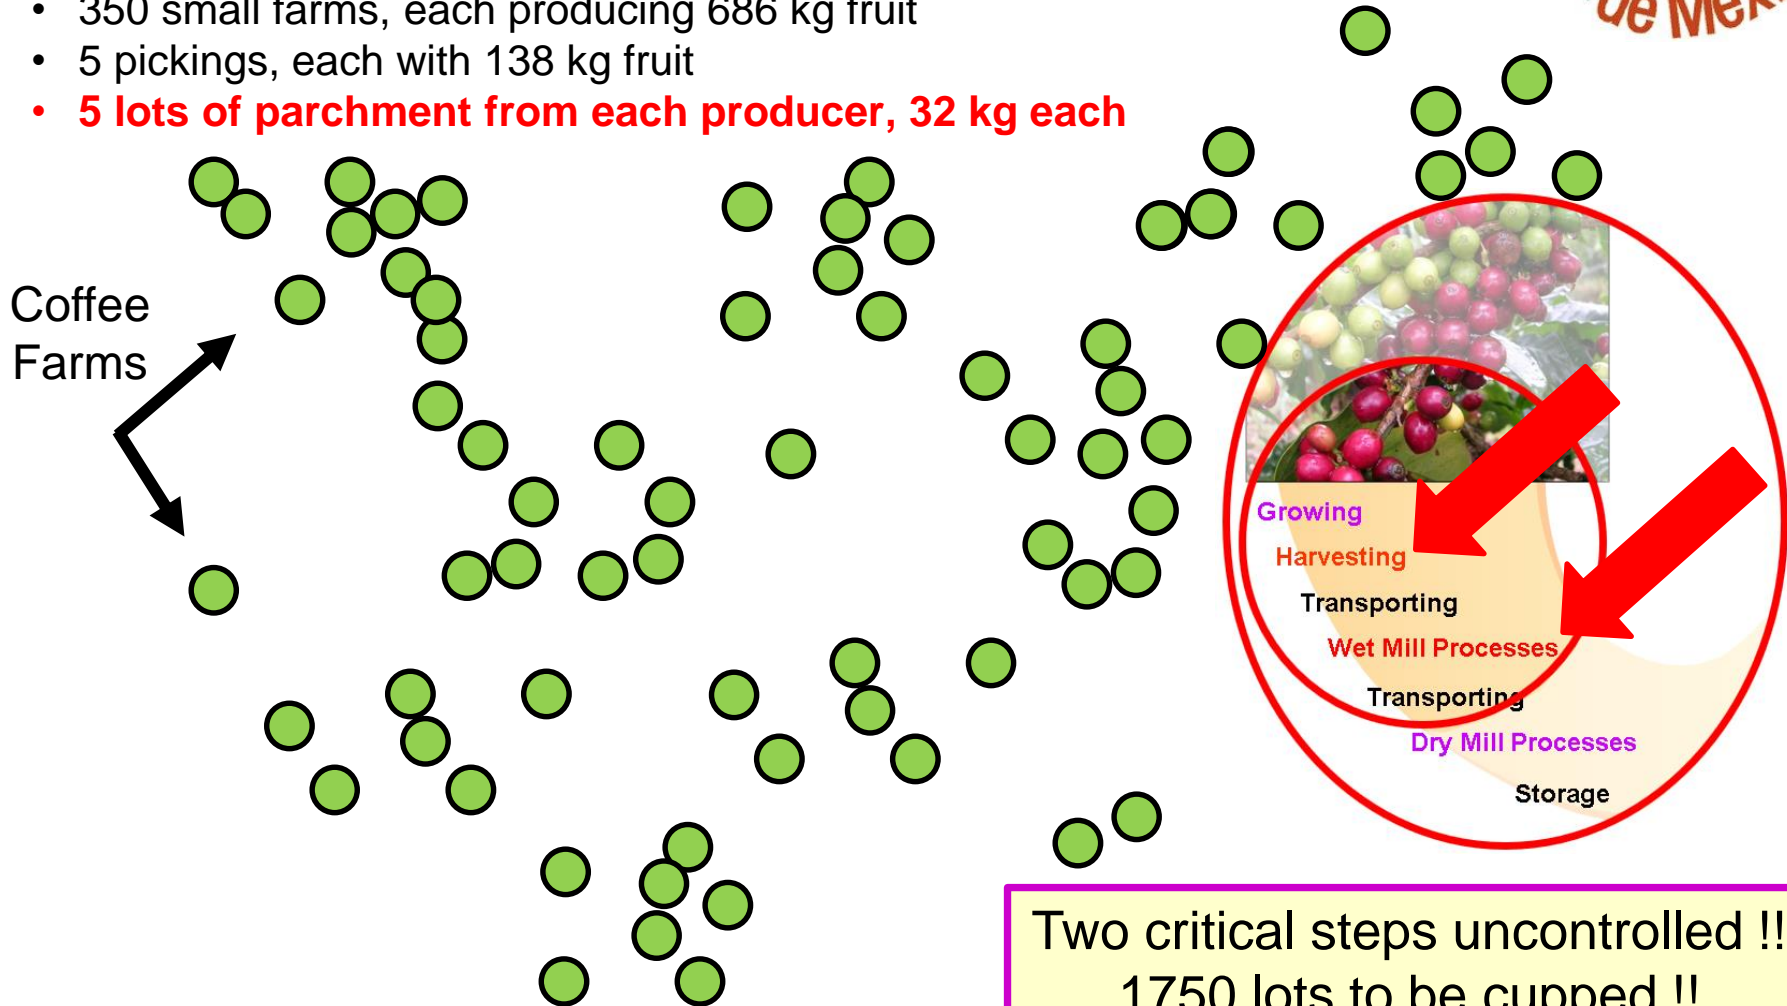 • 350 small farms, each producing 686 kg fruit
• 5 pickings, each with 138 kg fruit
• 5 lots of parchment from each producer, 32 kg each
Coffee
Farms
Growing
Harvesting
Transporting
Wet Mill Processes
Transporting
Dry Mill Processes
Storage
Two critical steps uncontrolled !!
1750 lots to be cupped !!
de